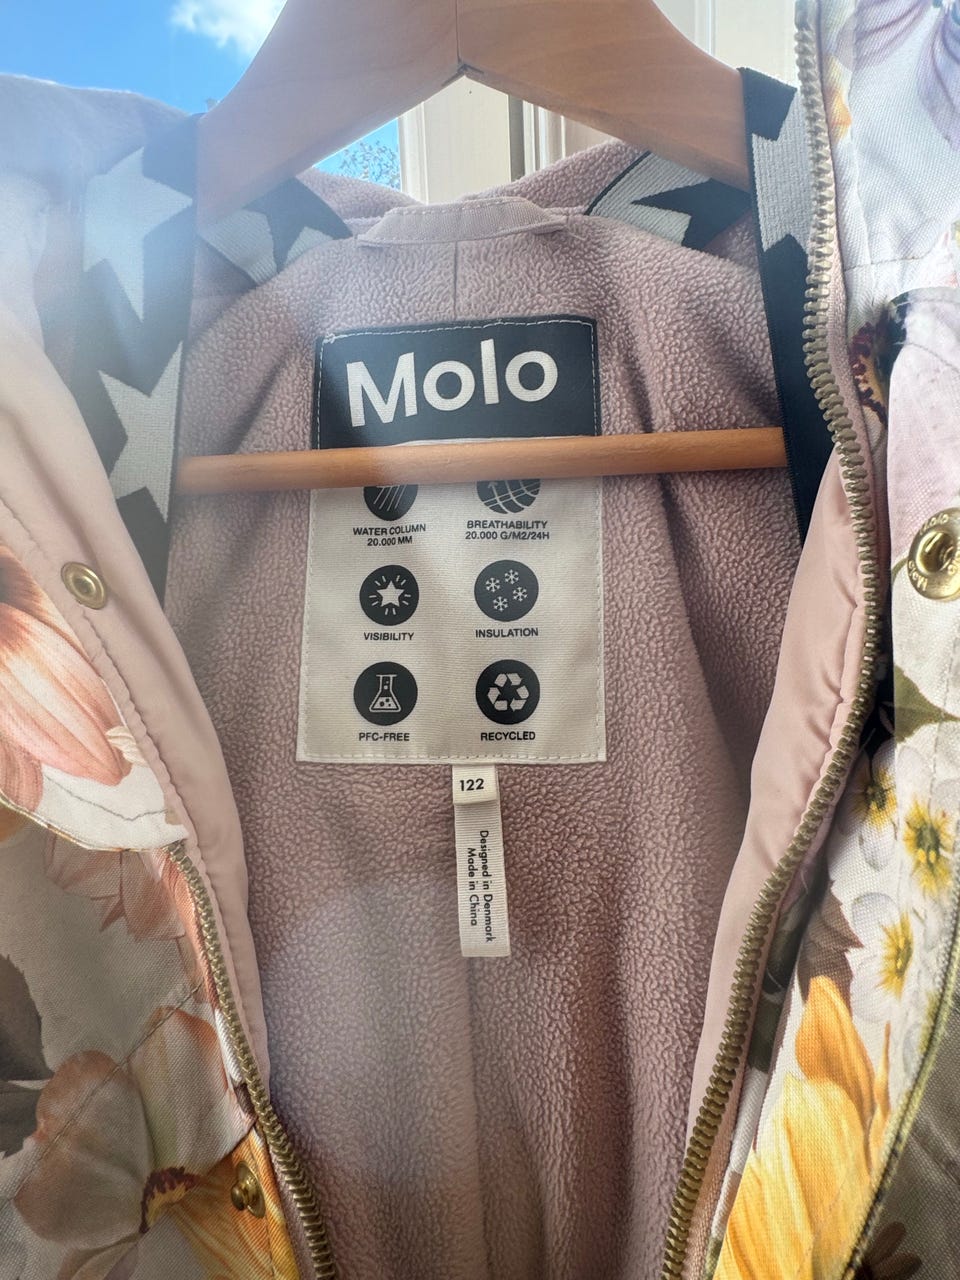 Molo
WATER COLUMN
20.000 MM
BREATHABILITY
20.000 G/M2/24H
VISIBILITY
INSULATION
PFC-FREE
RECYCLED
122
Designed in Denmark
Made in China
Molo